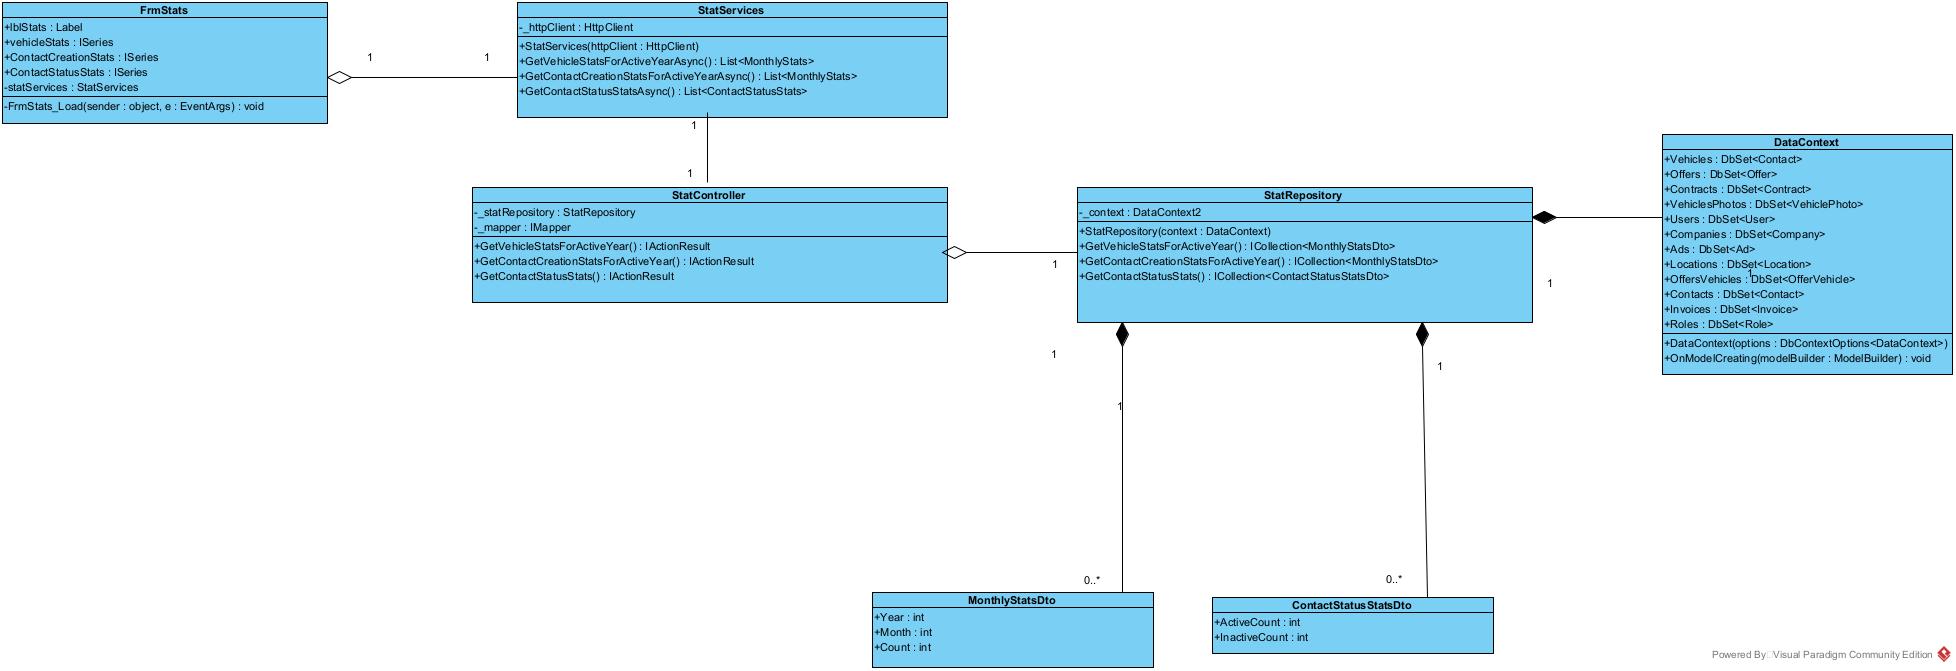 FrmStats
+lblStats : Label
+vehicleStats : ISeries
+ContactCreationStats : ISeries
+ContactStatusStats : ISeries
-statServices : StatServices
-FrmStats_Load(sender : object, e : EventArgs) : void
1
1
StatServices
-_httpClient : HttpClient
+StatServices(httpClient : HttpClient)
+GetVehicleStatsForActiveYearAsync() : List<MonthlyStats>
+GetContactCreationStatsForActiveYearAsync() : List<MonthlyStats>
+GetContactStatusStatsAsync() : List<ContactStatusStats>
1
1
StatController
-_statRepository : StatRepository
-_mapper : IMapper
+GetVehicleStatsForActiveYear() : IActionResult
+GetContactCreationStatsForActiveYear() : IActionResult
+GetContactStatusStats() : IActionResult
1
StatRepository
-_context : DataContext2
+StatRepository(context : DataContext)
+GetVehicleStatsForActiveYear() : ICollection<MonthlyStatsDto>
+GetContactCreationStatsForActiveYear() : ICollection<MonthlyStatsDto>
+GetContactStatusStats() : ICollection<ContactStatusStatsDto>
1
DataContext
+Vehicles : DbSet<Contact>
+Offers : DbSet<Offer>
+Contracts : DbSet<Contract>
+VehiclesPhotos : DbSet<VehiclePhoto>
+Users : DbSet<User>
+Companies : DbSet<Company>
+Ads : DbSet<Ad>
+Locations : DbSet<Location>
1
+OffersVehicles : DbSet<OfferVehicle>
+Contacts : DbSet<Contact>
+Invoices : DbSet<Invoice>
+Roles : DbSet<Role>
+DataContext(options : DbContextOptions<DataContext>)
+OnModelCreating(modelBuilder : ModelBuilder) : void
1
1
1
0..*
0..*
MonthlyStatsDto
+Year : int
+Month : int
+Count : int
ContactStatusStatsDto
+ActiveCount : int
+InactiveCount : int
Powered By Visual Paradigm Community Edition